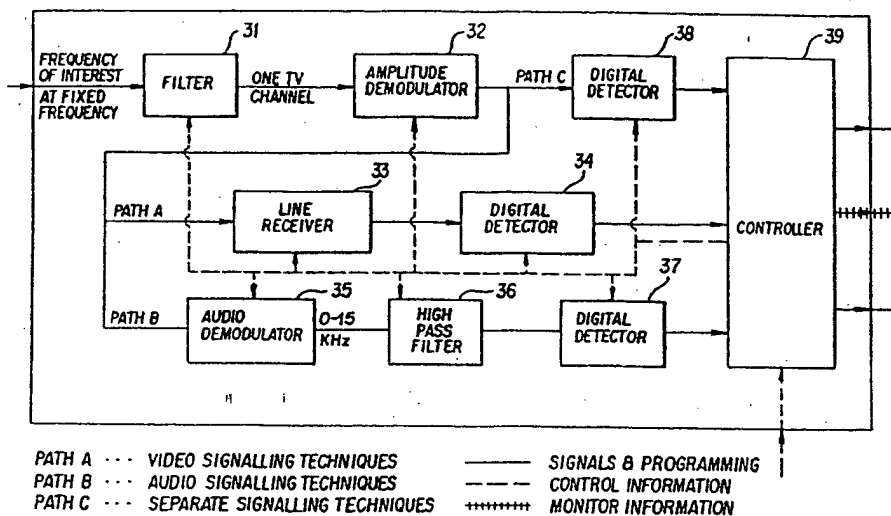 31
32
38
39
FREQUENCY
OF INTEREST
AT FIXED
FREQUENCY
FILTER
ONE TV
CHANNEL
AMPLITUDE
DEMODULATOR
PATH C
DIGITAL
DETECTOR
33
34
PATH A
LINE
RECEIVER
DIGITAL
DETECTOR
CONTROLLER
35
36
37
PATH B
AUDIO
DEMODULATOR
0-15
KHz
HIGH
PASS
FILTER
DIGITAL
DETECTOR
PATH A ··· VIDEO SIGNALLING TECHNIQUES
PATH B ··· AUDIO SIGNALLING TECHNIQUES
PATH C ··· SEPARATE SIGNALLING TECHNIQUES
SIGNALS & PROGRAMMING
CONTROL INFORMATION
MONITOR INFORMATION